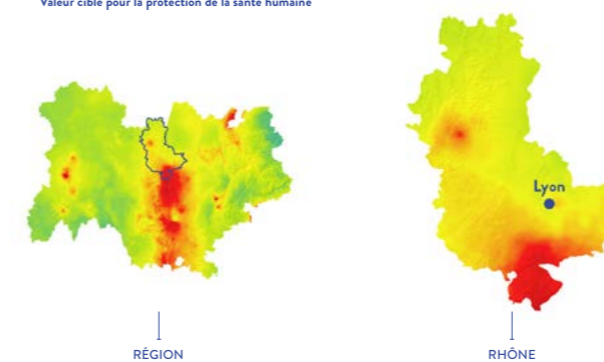 Valeur cible pour la protection de la santé humaine
Lyon
RÉGION
RHÔNE